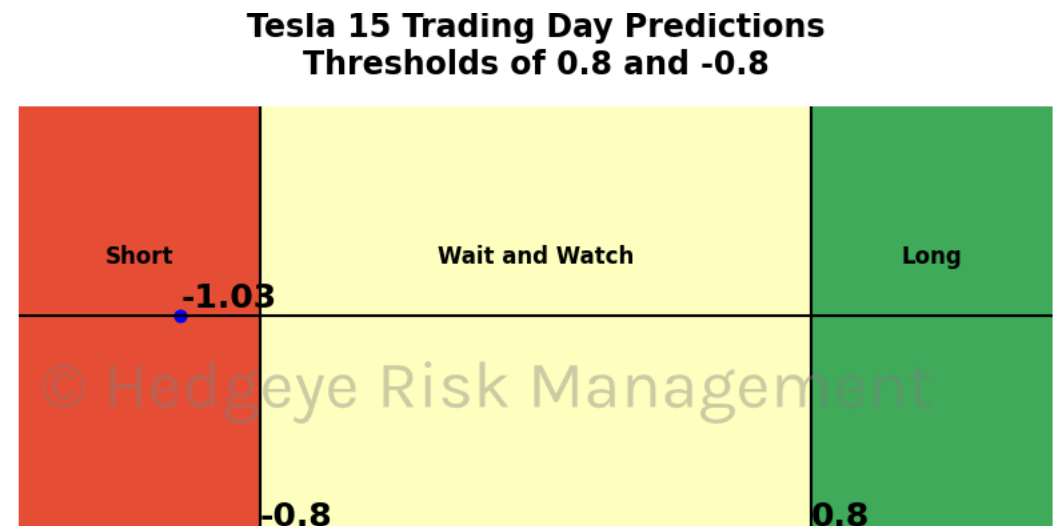 Tesla 15 Trading Day Predictions
Thresholds of 0.8 and -0.8
Short
Wait and Watch
Long
-1.03
© Hedgeye Risk Management
-0.8
0.8